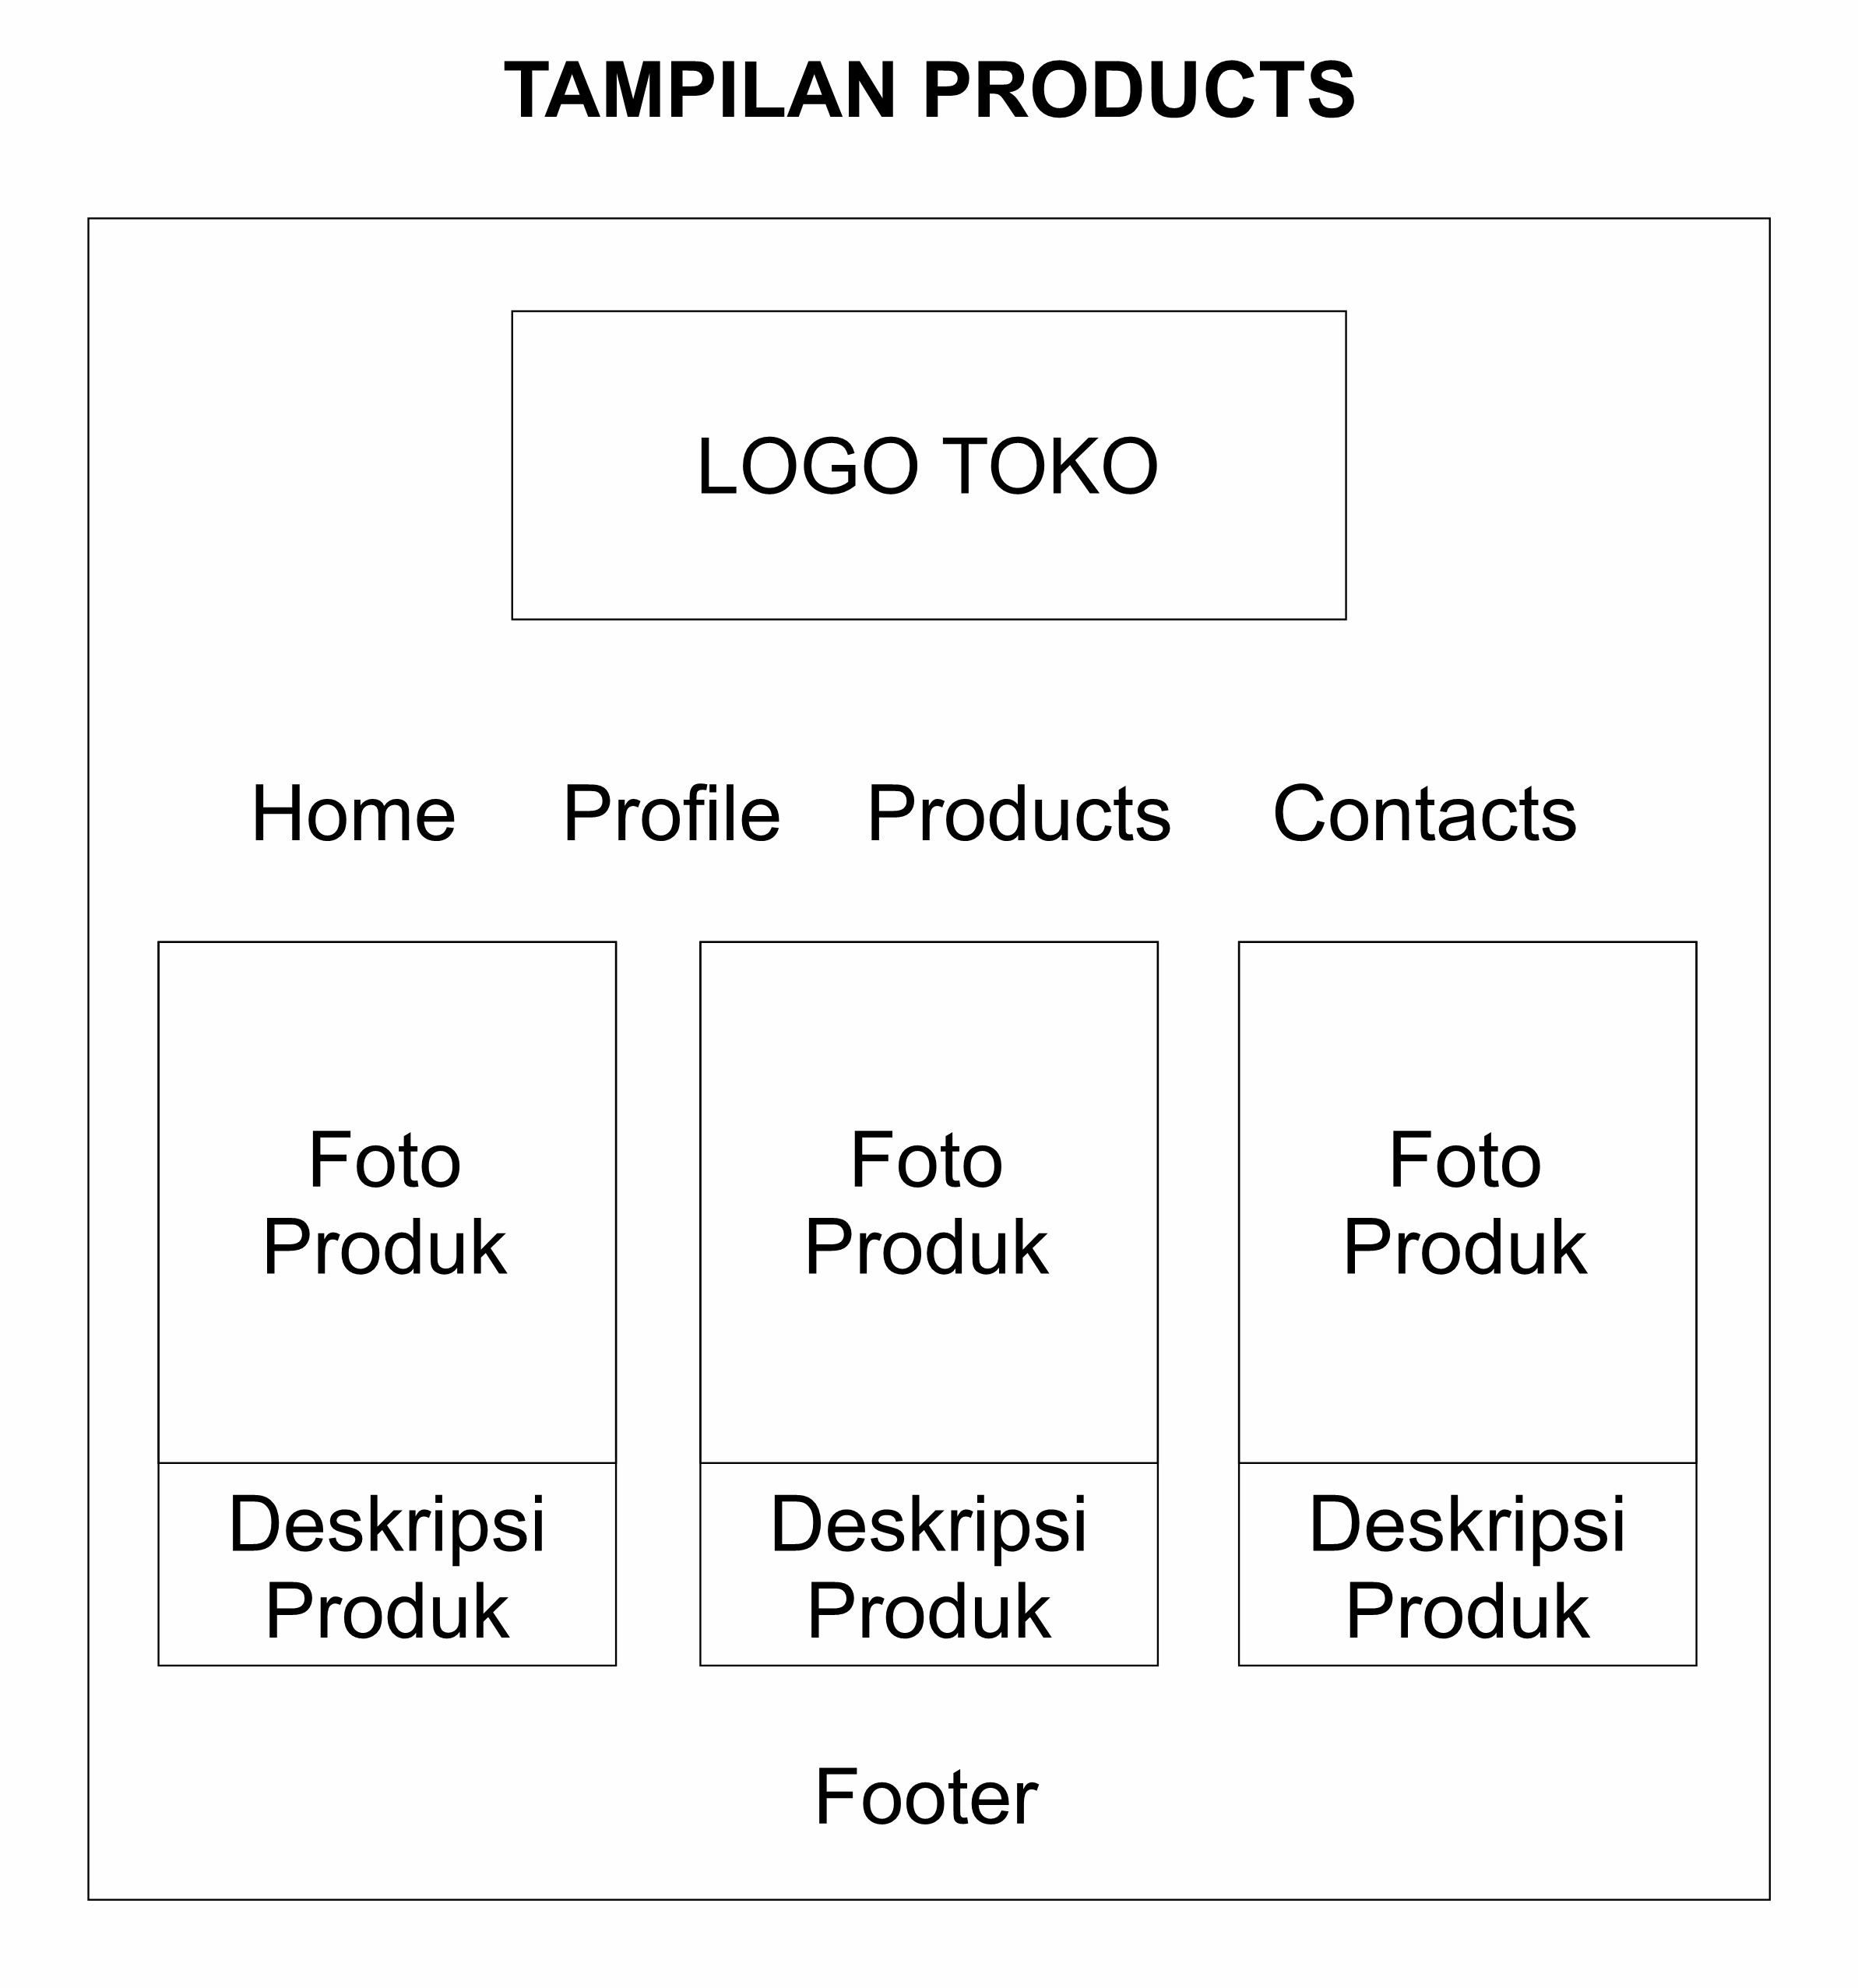 TAMPILAN PRODUCTS
LOGO TOKO
Home Profile Products Contacts
Foto
Produk
Foto
Produk
Foto
Produk
Deskripsi
Produk
Deskripsi
Produk
Deskripsi
Produk
Footer